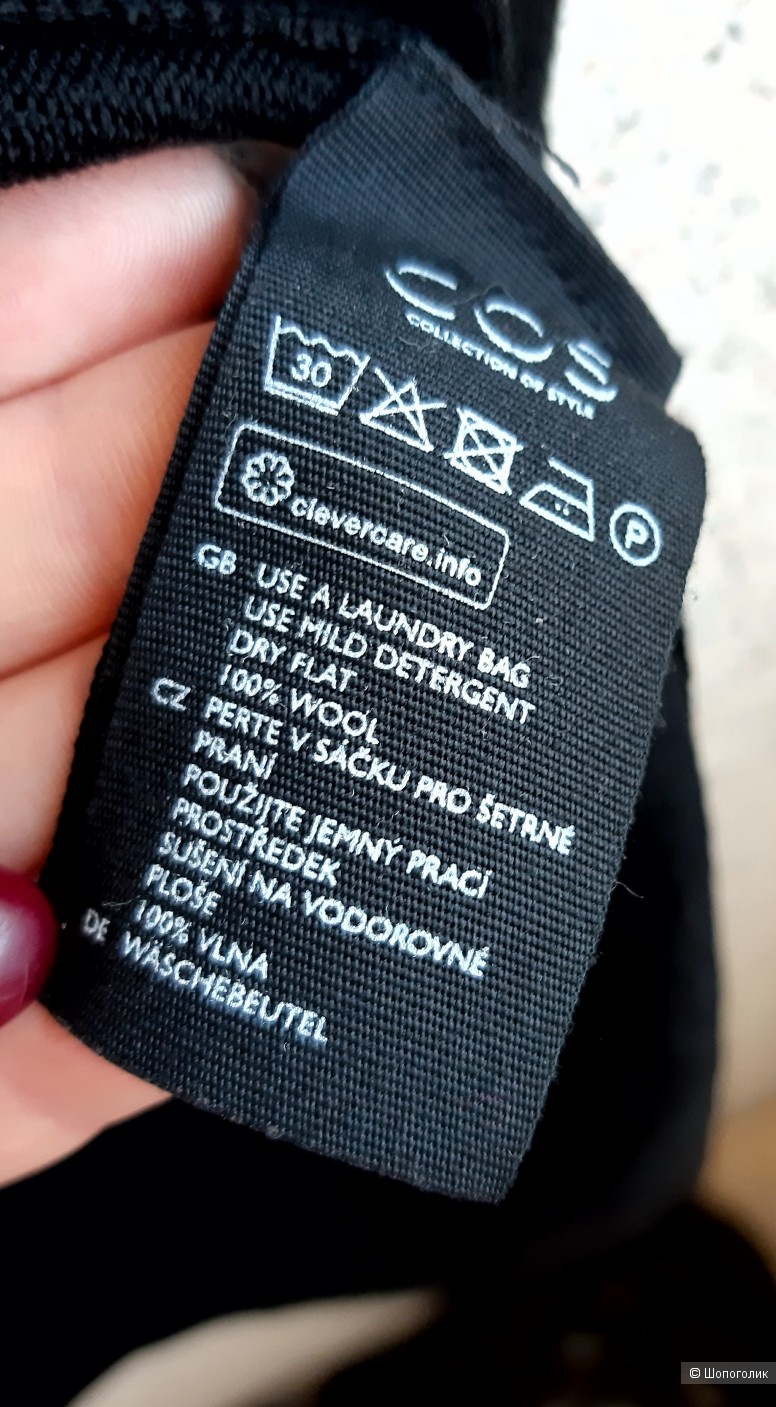 COS
COLLECTION OF STYLE
30
P
clevercare.info
GB USE A LAUNDRY BAG
USE MILD DETERGENT
DRY FLAT
100% WOOL
CZ PERTE V SÁČKU PRO ŠETRNÉ
PRANÍ
POUŽIJTE JEMNÝ PRACÍ
PROSTŘEDEK
SUŠENÍ NA VODOROVNÉ
PLOŠE
100% VLNA
DE WÄSCHEBEUTEL
© Шопоголик